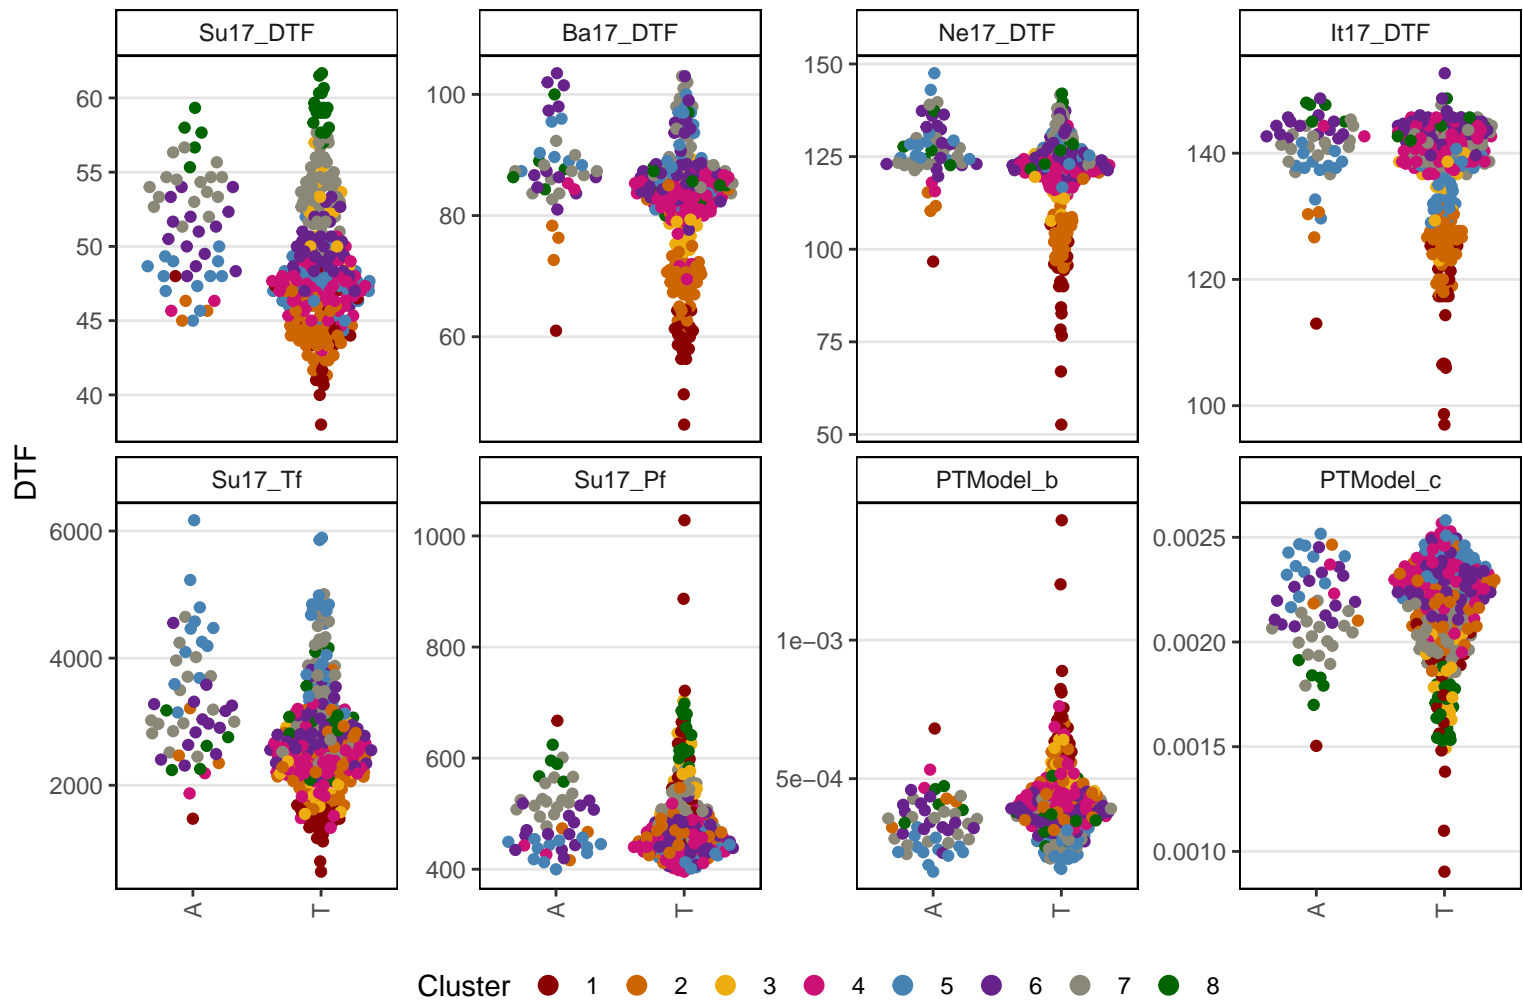 Su17_DTF
Ba17_DTF
Ne17_DTF
It17_DTF
60
55
50
45
40
100
80
60
150
125
100
75
50
140
120
100
DTF
Su17_Tf
Su17_Pf
PTModel_b
PTModel_c
6000
4000
2000
1000
800
600
400
1e−03
5e−04
0.0025
0.0020
0.0015
0.0010
A
T
A
T
A
T
A
T
Cluster 1 2 3 4 5 6 7 8